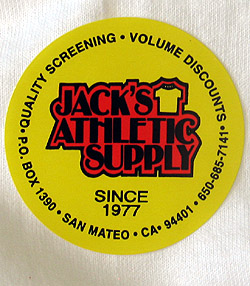 • QUALITY SCREENING • VOLUME DISCOUNTS •
JACK'S
ATHLETIC
SUPPLY
SINCE
1977
P.O. BOX 1390 • SAN MATEO • CA • 94401 • 650-685-7141